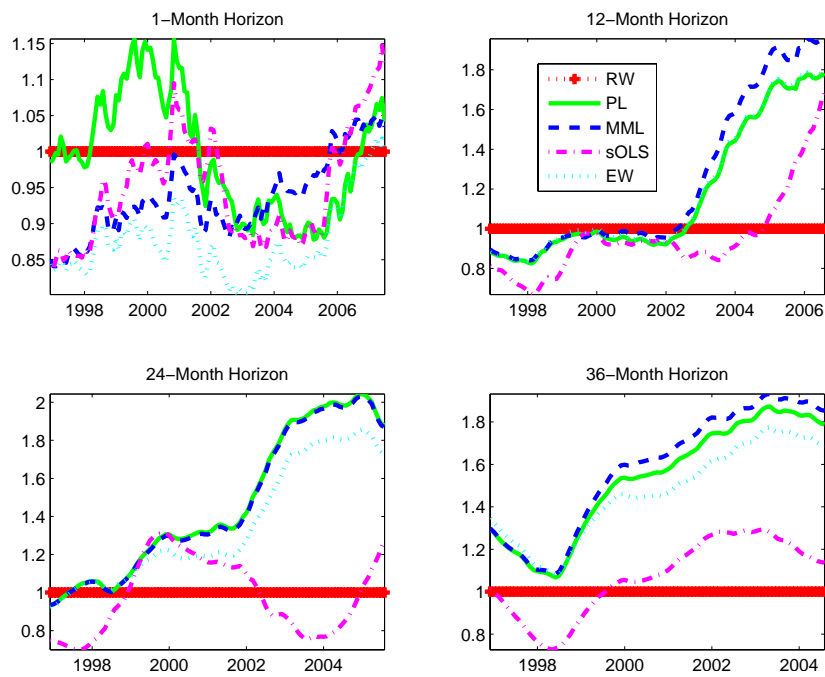 1−Month Horizon
1.15
1.1
1.05
1
0.95
0.9
0.85
1998 2000 2002 2004 2006
12−Month Horizon
RW
PL
MML
sOLS
EW
1.8
1.6
1.4
1.2
1
0.8
1998 2000 2002 2004 2006
24−Month Horizon
2
1.8
1.6
1.4
1.2
1
0.8
1998 2000 2002 2004
36−Month Horizon
1.8
1.6
1.4
1.2
1
0.8
1998 2000 2002 2004